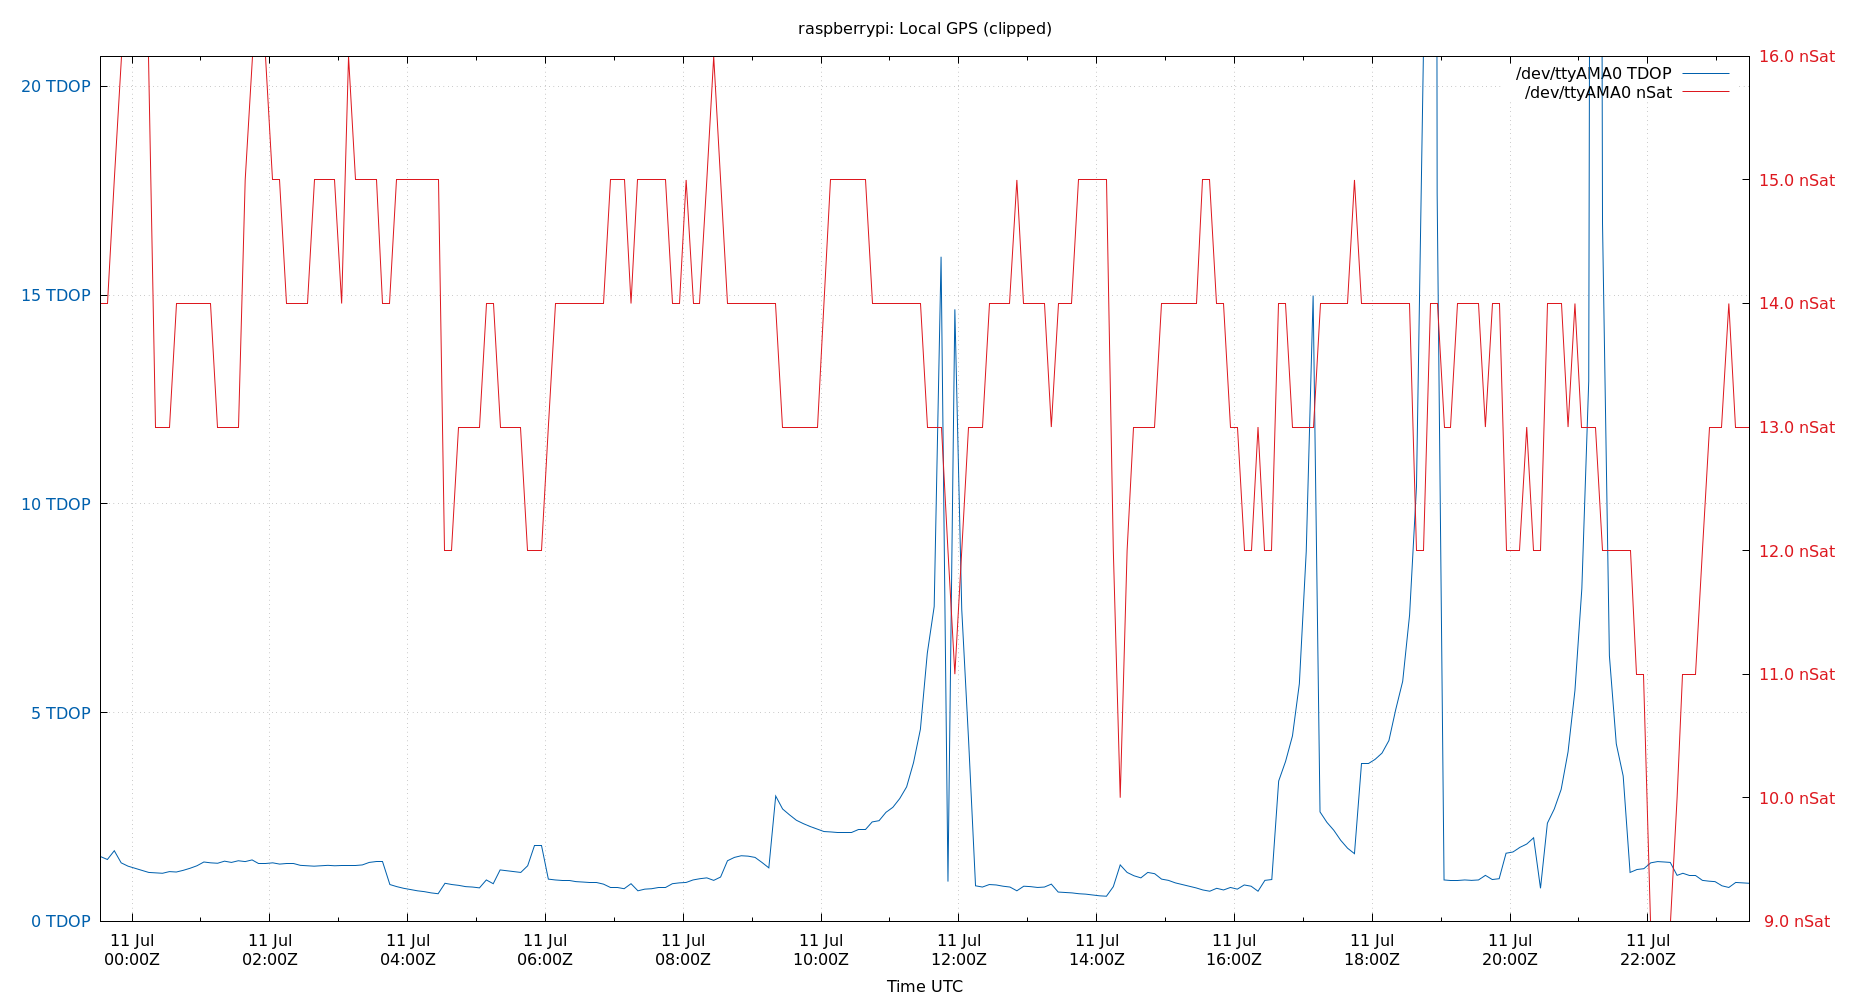 raspberrypi: Local GPS (clipped)
20 TDOP
15 TDOP
10 TDOP
5 TDOP
0 TDOP
/dev/ttyAMA0 TDOP
/dev/ttyAMA0 nSat
16.0 nSat
15.0 nSat
14.0 nSat
13.0 nSat
12.0 nSat
11.0 nSat
10.0 nSat
9.0 nSat
11 Jul 11 Jul 11 Jul 11 Jul 11 Jul 11 Jul 11 Jul 11 Jul 11 Jul 11 Jul 11 Jul 11 Jul
00:00Z 02:00Z 04:00Z 06:00Z 08:00Z 10:00Z 12:00Z 14:00Z 16:00Z 18:00Z 20:00Z 22:00Z
Time UTC